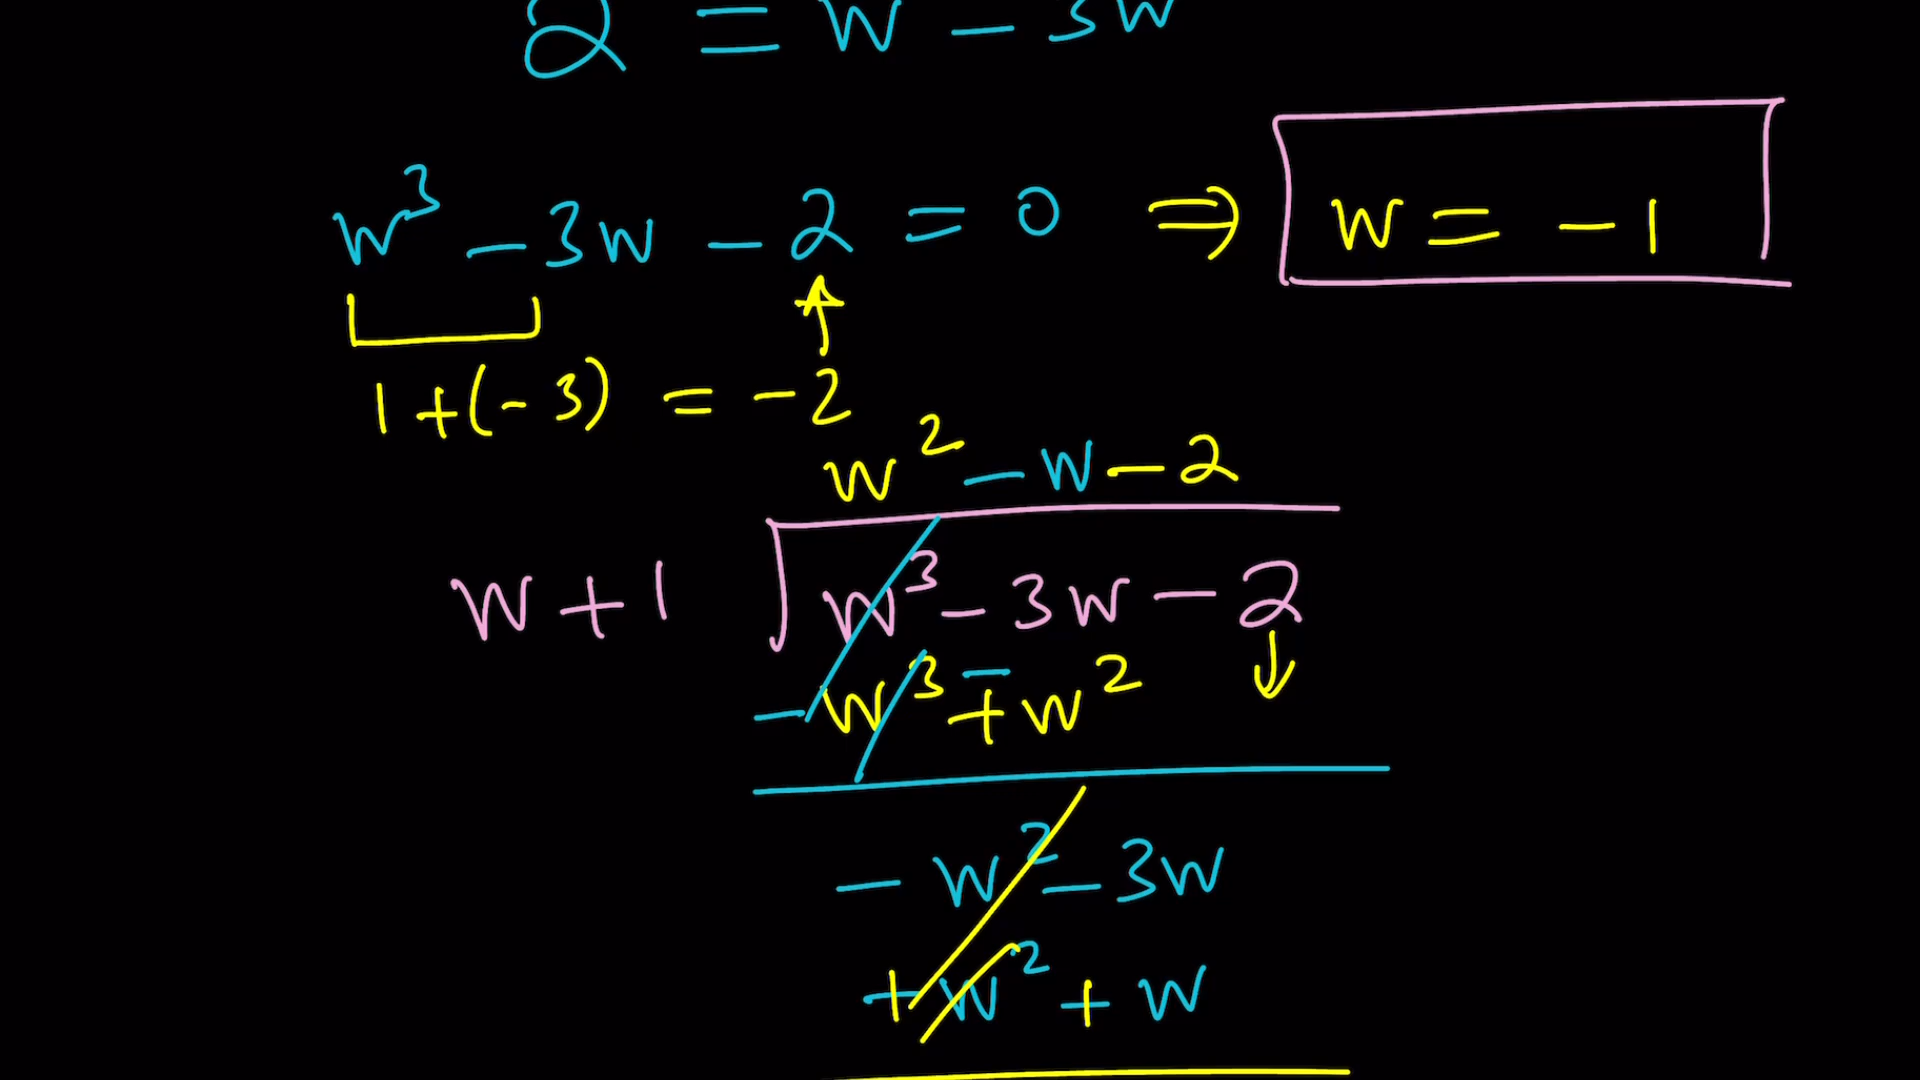 2 = w - 3w
w³ - 3w - 2 = 0 ⇒ w = -1
1 + (-3) = -2
w² - w - 2
w + 1 w³ - 3w - 2
- w³ + w²
- w² - 3w
+ w² + w